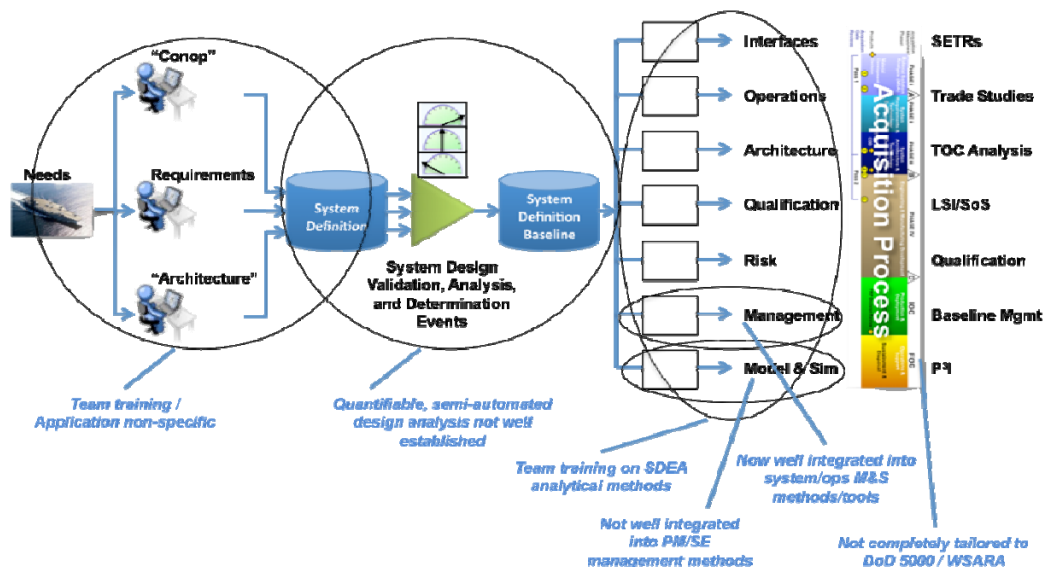 "Conop"
Needs
Requirements
"Architecture"
System
Definition
System Design
Validation, Analysis,
and Determination
Events
System
Definition
Baseline
Interfaces
Operations
Architecture
Qualification
Risk
Management
Model & Sim
Acquisition Process
IOC
FOC
SETRs
Trade Studies
TOC Analysis
LSI/SoS
Qualification
Baseline Mgmt
P³I
Team training /
Application non-specific
Quantifiable, semi-automated
design analysis not well
established
Team training on SDEA
analytical methods
Not well integrated
into PM/SE
management methods
Now well integrated into
system/ops M&S
methods/tools
Not completely tailored to
DoD 5000 / WSARA